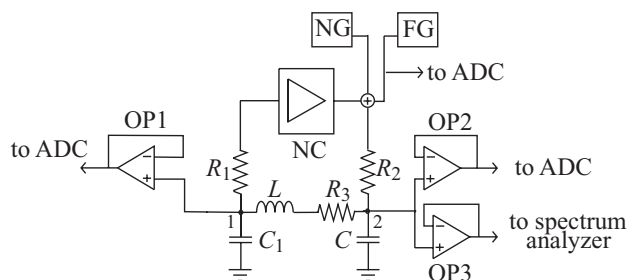 NG
FG
to ADC
OP1
NC
OP2
to ADC
R1
L
R3
R2
to ADC
1
C1
C
2
to spectrum
analyzer
OP3